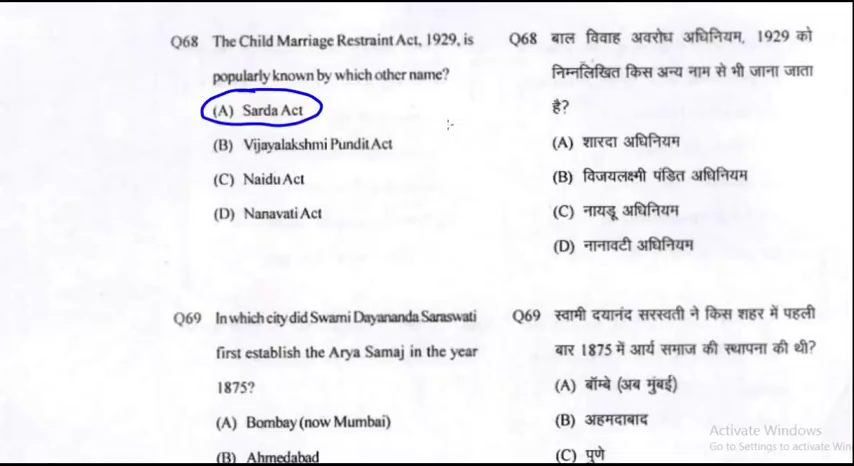 Q68 The Child Marriage Restraint Act, 1929, is
popularly known by which other name?
(A) Sarda Act
(B) Vijayalakshmi Pundit Act
(C) Naidu Act
(D) Nanavati Act
Q69 In which city did Swami Dayananda Saraswati
first establish the Arya Samaj in the year
1875?
(A) Bombay (now Mumbai)
(B) Ahmedabad
Q68 बाल विवाह अवरोध अधिनियम, 1929 को
निम्नलिखित किस अन्य नाम से भी जाना जाता
है?
(A) शारदा अधिनियम
(B) विजयलक्ष्मी पंडित अधिनियम
(C) नायडू अधिनियम
(D) नानावटी अधिनियम
Q69 स्वामी दयानंद सरस्वती ने किस शहर में पहली
बार 1875 में आर्य समाज की स्थापना की थी?
(A) बॉम्बे (अब मुंबई)
(B) अहमदाबाद
(C) पुणे
Activate Windows
Go to Settings to activate Win